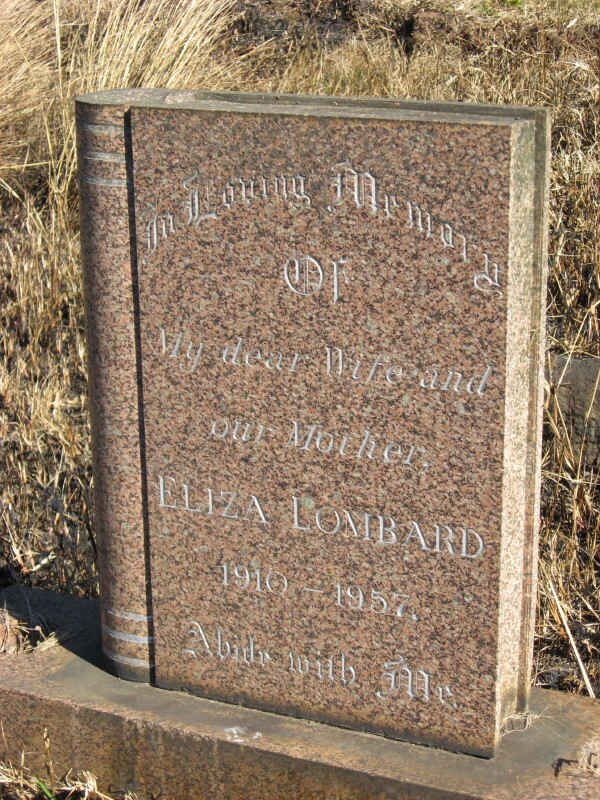 In Loving Memory
Of
My dear Wife and
our Mother,
ELIZA LOMBARD
1910 - 1957.
Abide with Me.